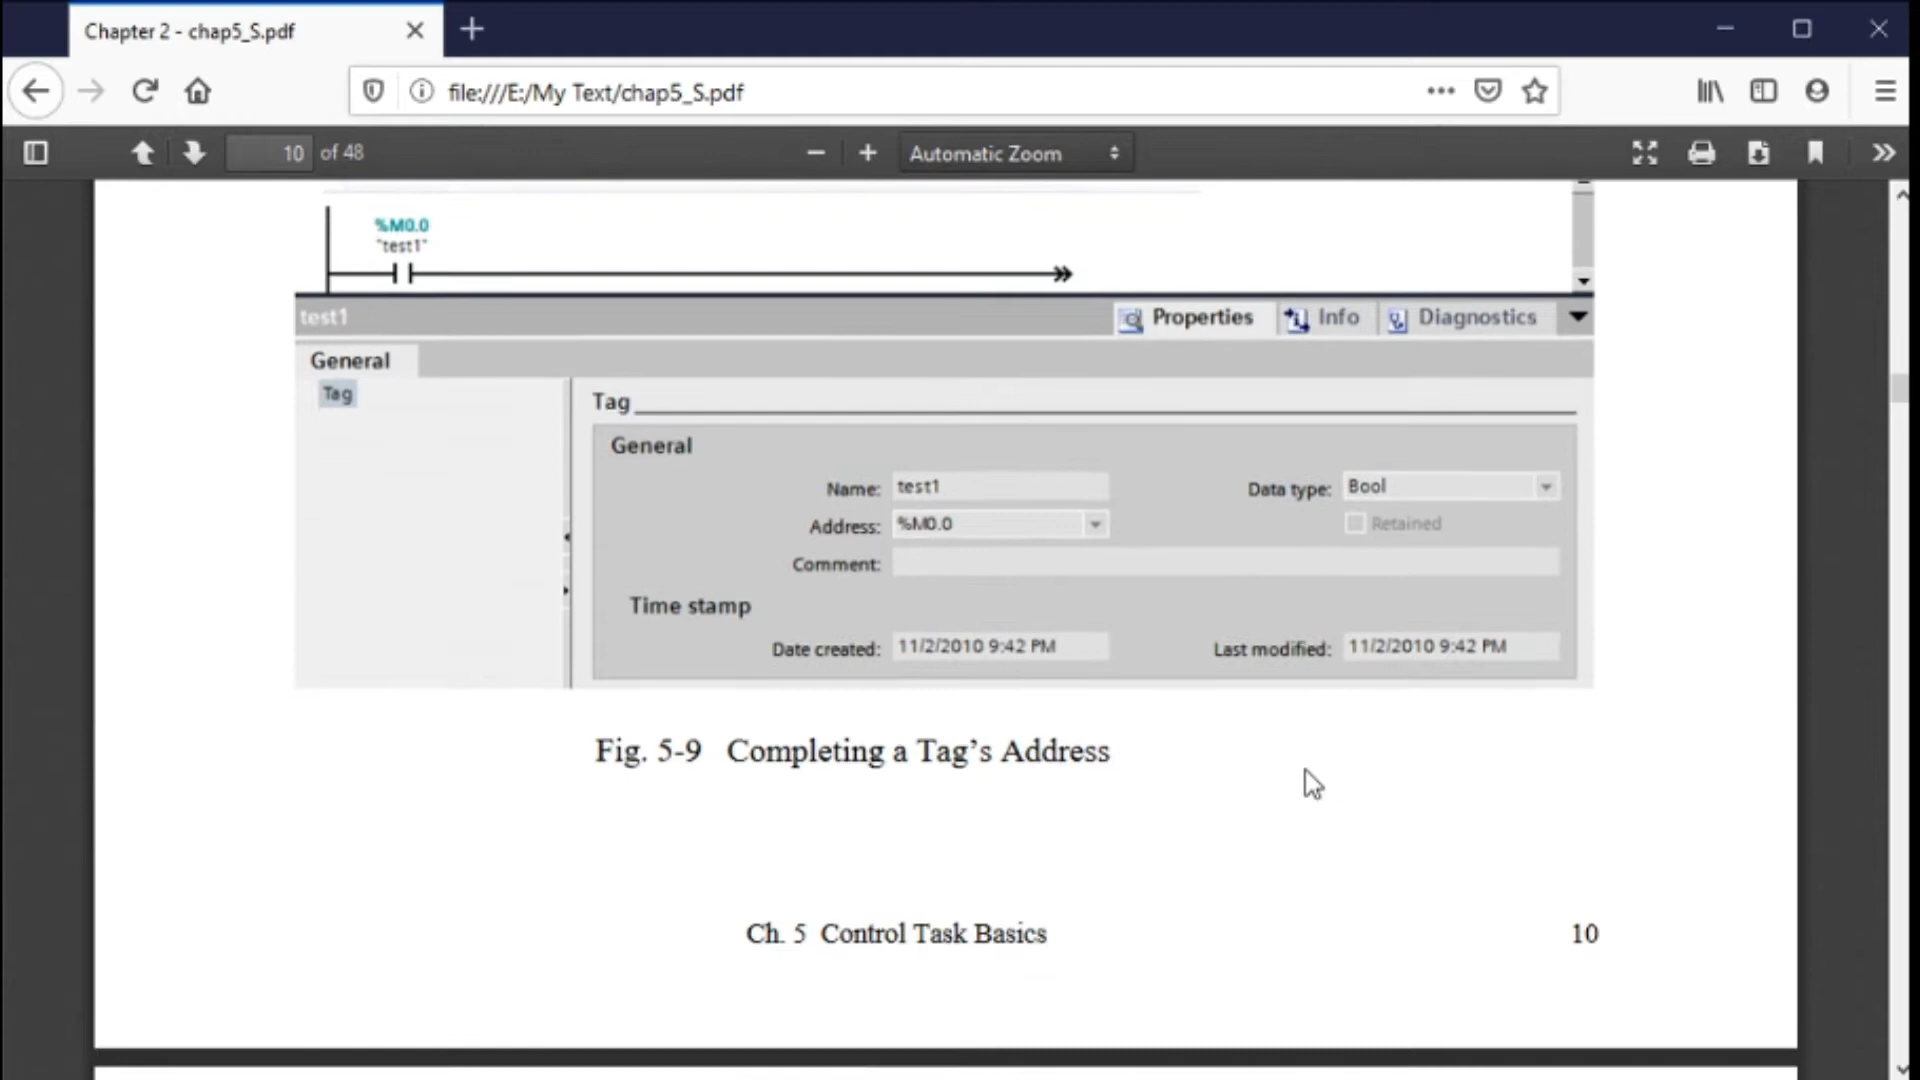 Chapter 2 - chap5_S.pdf
file:///E:/My Text/chap5_S.pdf
10 of 48
Automatic Zoom
%M0.0
"test1"
test1
Properties
Info
Diagnostics
General
Tag
Tag
General
Name: test1
Data type: Bool
Address: %M0.0
Retained
Comment:
Time stamp
Date created: 11/2/2010 9:42 PM
Last modified: 11/2/2010 9:42 PM
Fig. 5-9 Completing a Tag’s Address
Ch. 5 Control Task Basics 10